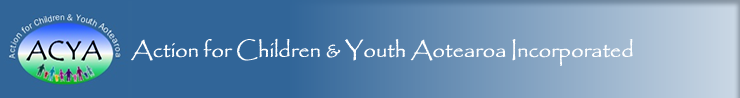 Action for Children & Youth Aotearoa
ACYA
Action for Children & Youth Aotearoa Incorporated